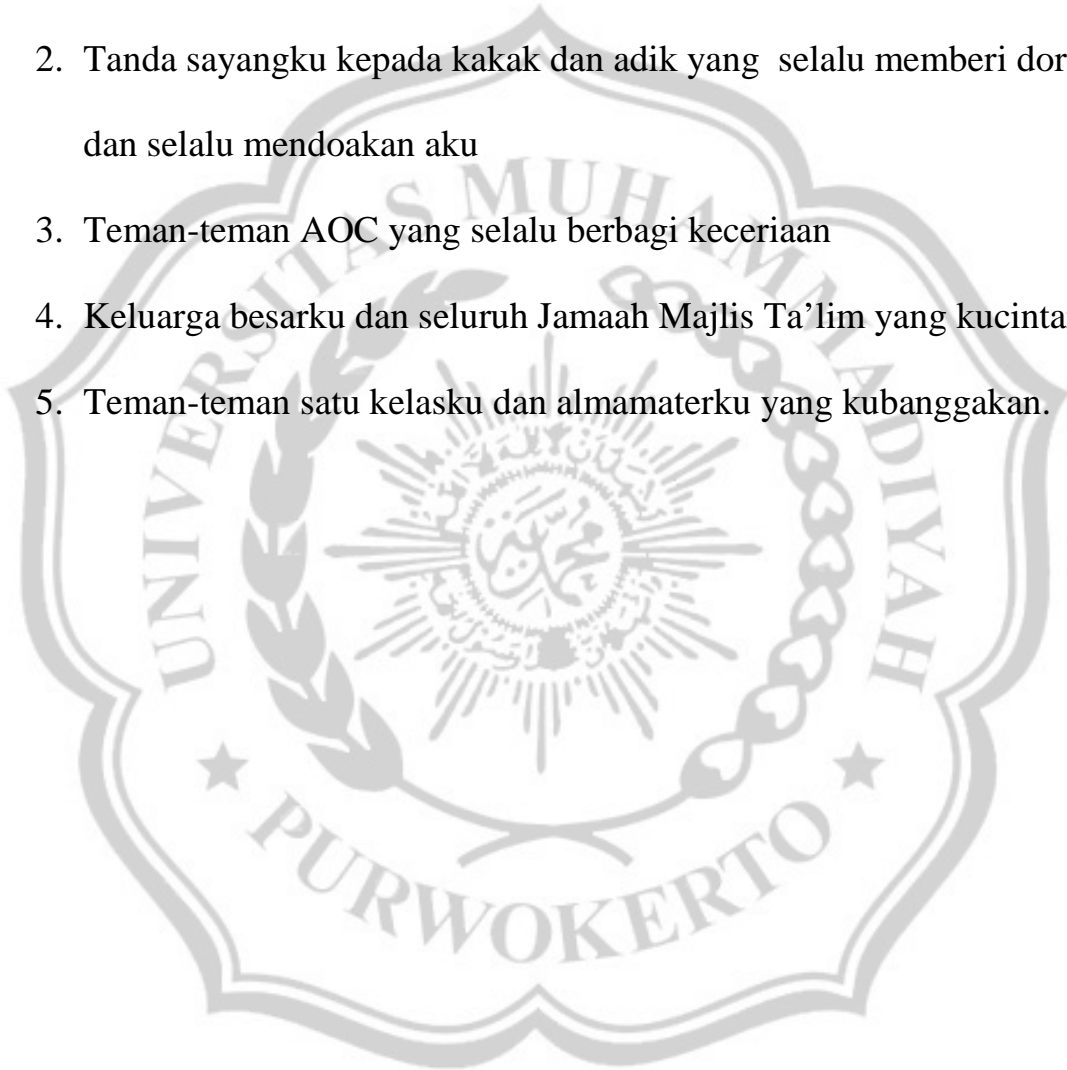 2. Tanda sayangku kepada kakak dan adik yang selalu memberi dor
dan selalu mendoakan aku
3. Teman-teman AOC yang selalu berbagi keceriaan
4. Keluarga besarku dan seluruh Jamaah Majlis Ta’lim yang kucinta
5. Teman-teman satu kelasku dan almamaterku yang kubanggakan.
UNIVERSITAS MUHAMMADIYAH
PURWOKERTO